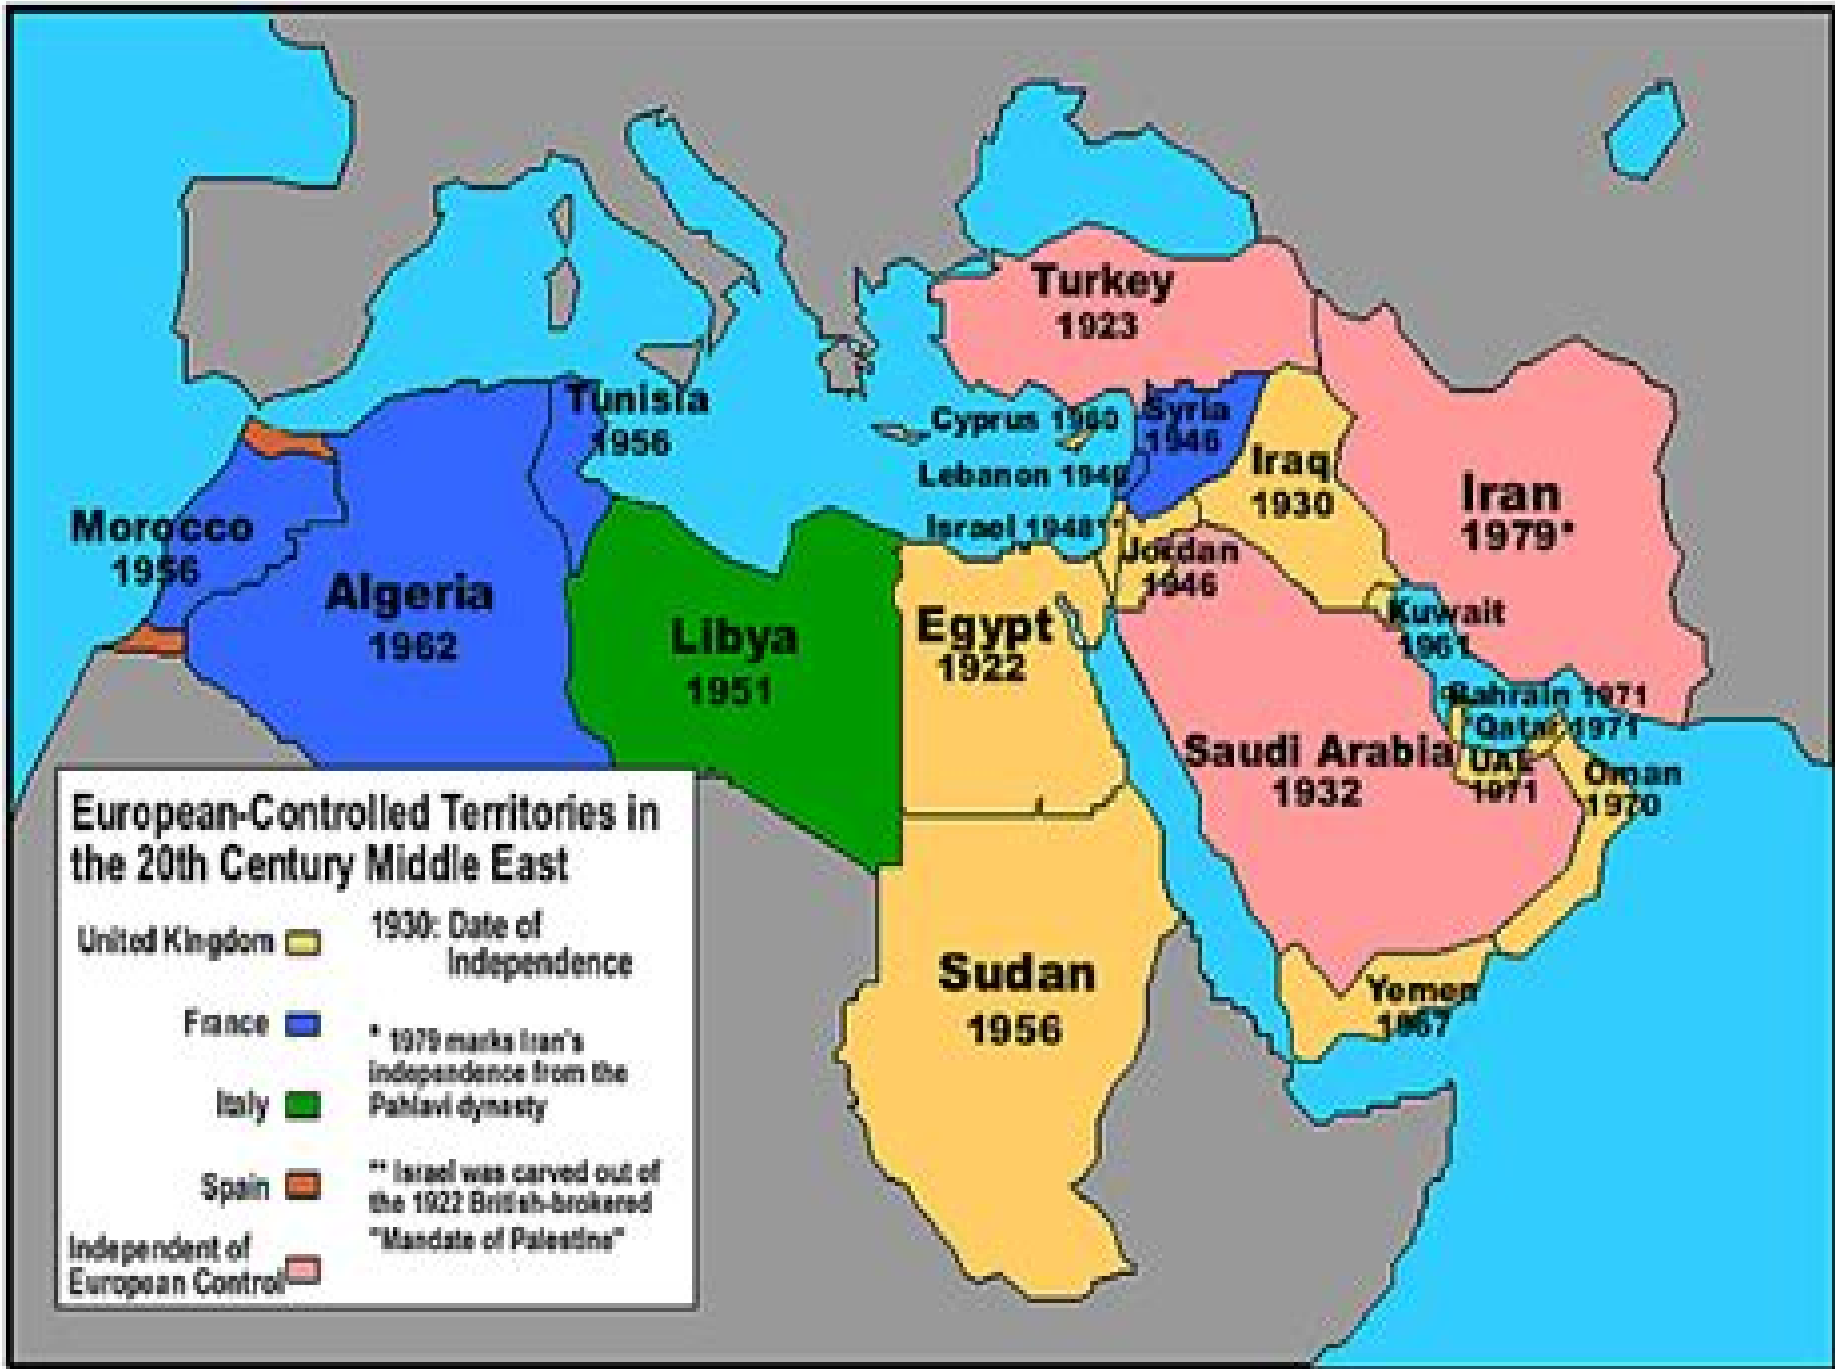 Turkey
1923
Tunisia
1956
Cyprus 1960
Syria
1946
Lebanon 1946
Iraq
1930
Iran
1979*
Israel 1948**
Jordan
1946
Morocco
1956
Algeria
1962
Libya
1951
Egypt
1922
Kuwait
1961
Bahrain 1971
Qatar 1971
Saudi Arabia
1932
UAE
1971
Oman
1970
Sudan
1956
Yemen
1967
European-Controlled Territories in
the 20th Century Middle East
United Kingdom
France
Italy
Spain
Independent of
European Control
1930: Date of
Independence
* 1979 marks Iran's
independence from the
Pahlavi dynasty
** Israel was carved out of
the 1922 British-brokered
"Mandate of Palestine"